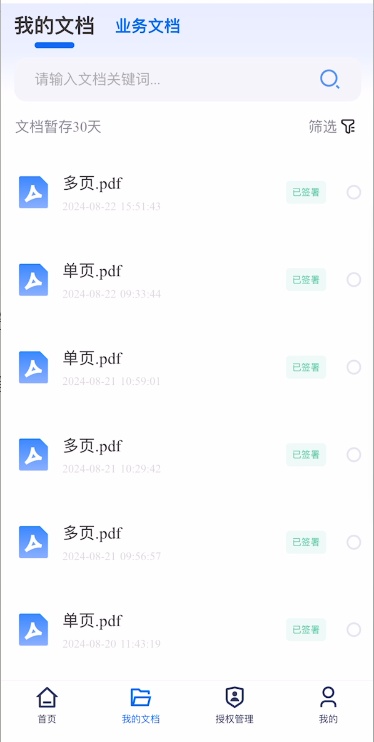 我的文档 业务文档
请输入文档关键词...
文档暂存30天 筛选
多页.pdf
已签署
2024-08-22 15:51:43
单页.pdf
已签署
2024-08-22 09:33:44
单页.pdf
已签署
2024-08-21 10:59:01
多页.pdf
已签署
2024-08-21 10:29:42
多页.pdf
已签署
2024-08-21 09:56:57
单页.pdf
已签署
2024-08-20 11:43:19
首页 我的文档 授权管理 我的